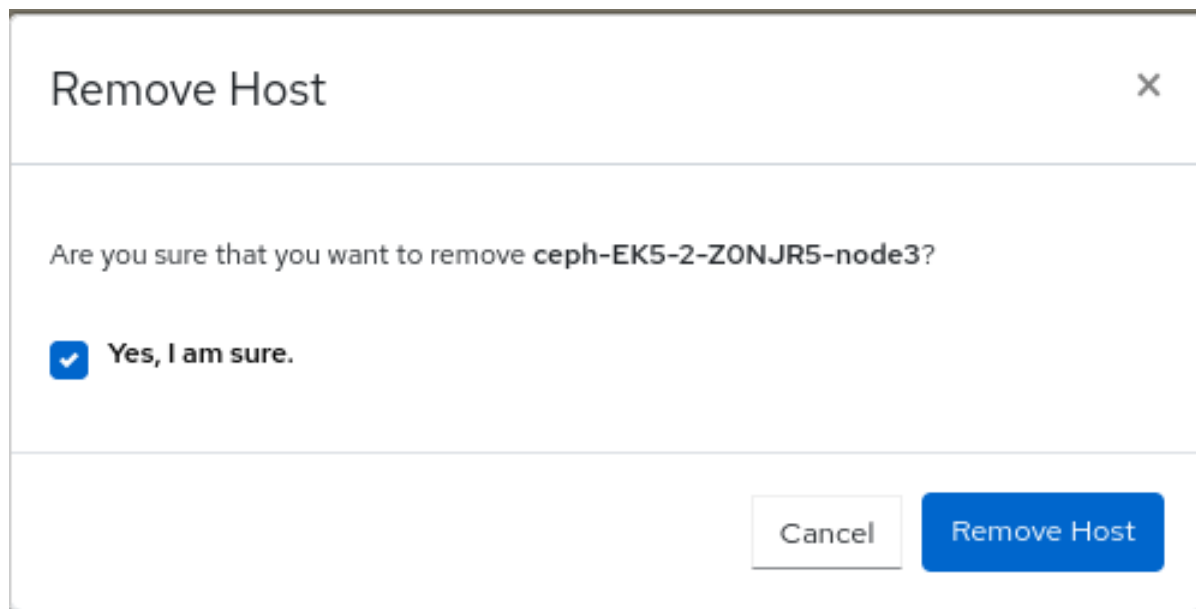 Remove Host
Are you sure that you want to remove ceph-EK5-2-Z0NJR5-node3?
Yes, I am sure.
Cancel
Remove Host